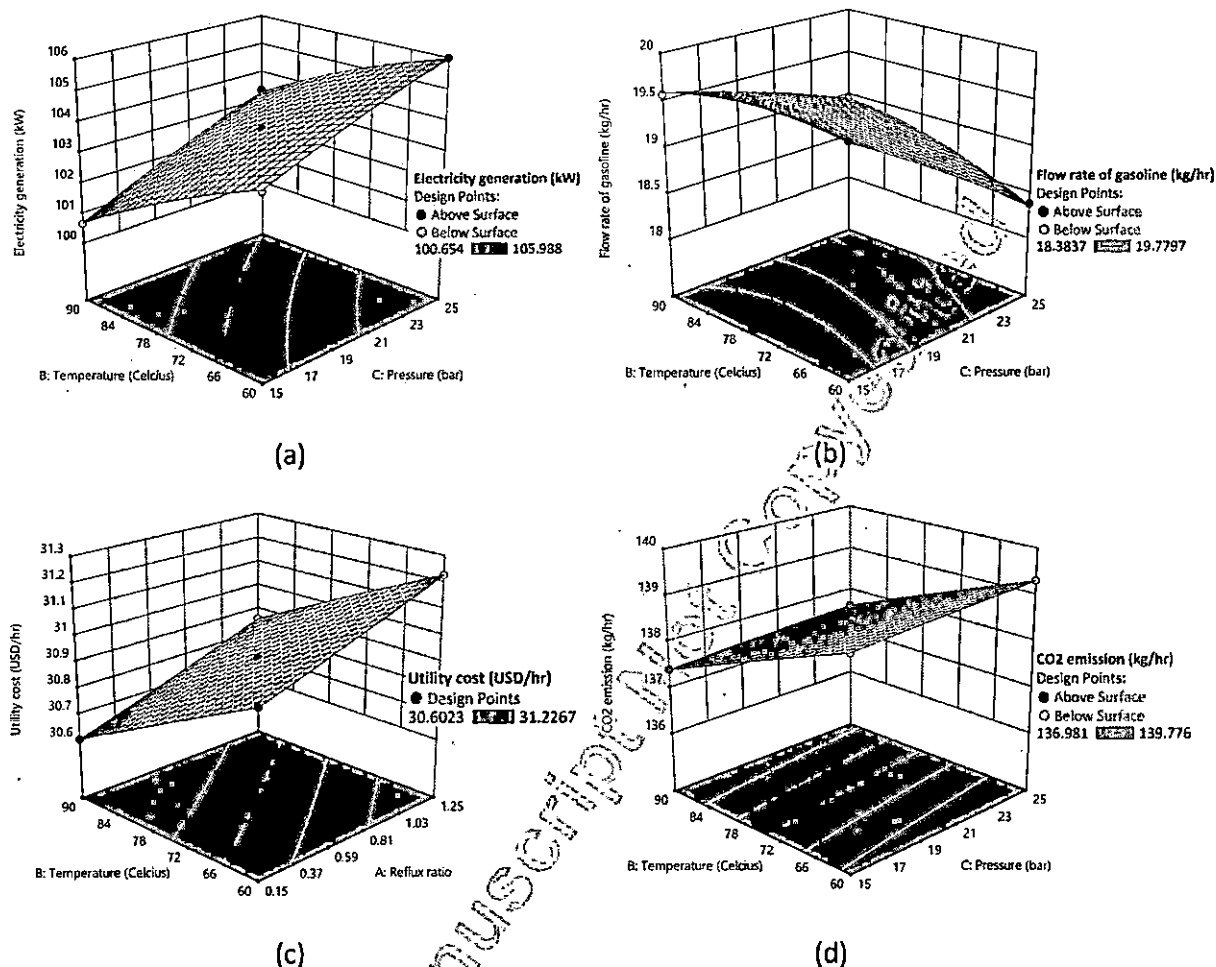 106
105
104
103
102
101
100
Electricity generation (kW)
Electricity generation (kW)
Design Points:
Above Surface
Below Surface
100.654 105.988
90
84
78
72
66
60
15
17
19
21
23
25
B: Temperature (Celcius)
C: Pressure (bar)
(a)
20
19.5
19
18.5
18
Flow rate of gasoline (kg/hr)
Flow rate of gasoline (kg/hr)
Design Points:
Above Surface
Below Surface
18.3837 19.7797
90
84
78
72
66
60
15
17
19
21
23
25
B: Temperature (Celcius)
C: Pressure (bar)
(b)
31.3
31.2
31.1
31
30.9
30.8
30.7
30.6
Utility cost (USD/hr)
Utility cost (USD/hr)
Design Points
30.6023 31.2267
90
84
78
72
66
60
0.15
0.37
0.59
0.81
1.03
1.25
B: Temperature (Celcius)
A: Reflux ratio
(c)
140
139
138
137
136
CO2 emission (kg/hr)
CO2 emission (kg/hr)
Design Points:
Above Surface
Below Surface
136.981 139.776
90
84
78
72
66
60
15
17
19
21
23
25
B: Temperature (Celcius)
C: Pressure (bar)
(d)